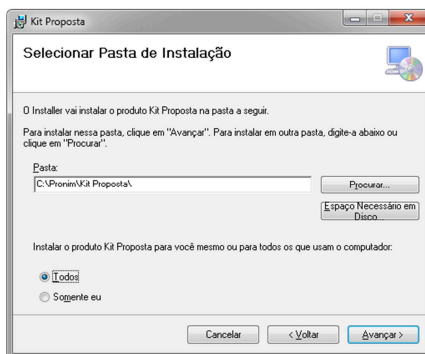 Kit Proposta
Selecionar Pasta de Instalação
O Installer vai instalar o produto Kit Proposta na pasta a seguir.
Para instalar nessa pasta, clique em "Avançar". Para instalar em outra pasta, digite-a abaixo ou
clique em "Procurar".
Pasta:
C:\Pronim\Kit Proposta\
Procurar...
Espaço Necessário em
Disco...
Instalar o produto Kit Proposta para você mesmo ou para todos os que usam o computador:
Todos
Somente eu
Cancelar
< Voltar
Avançar >